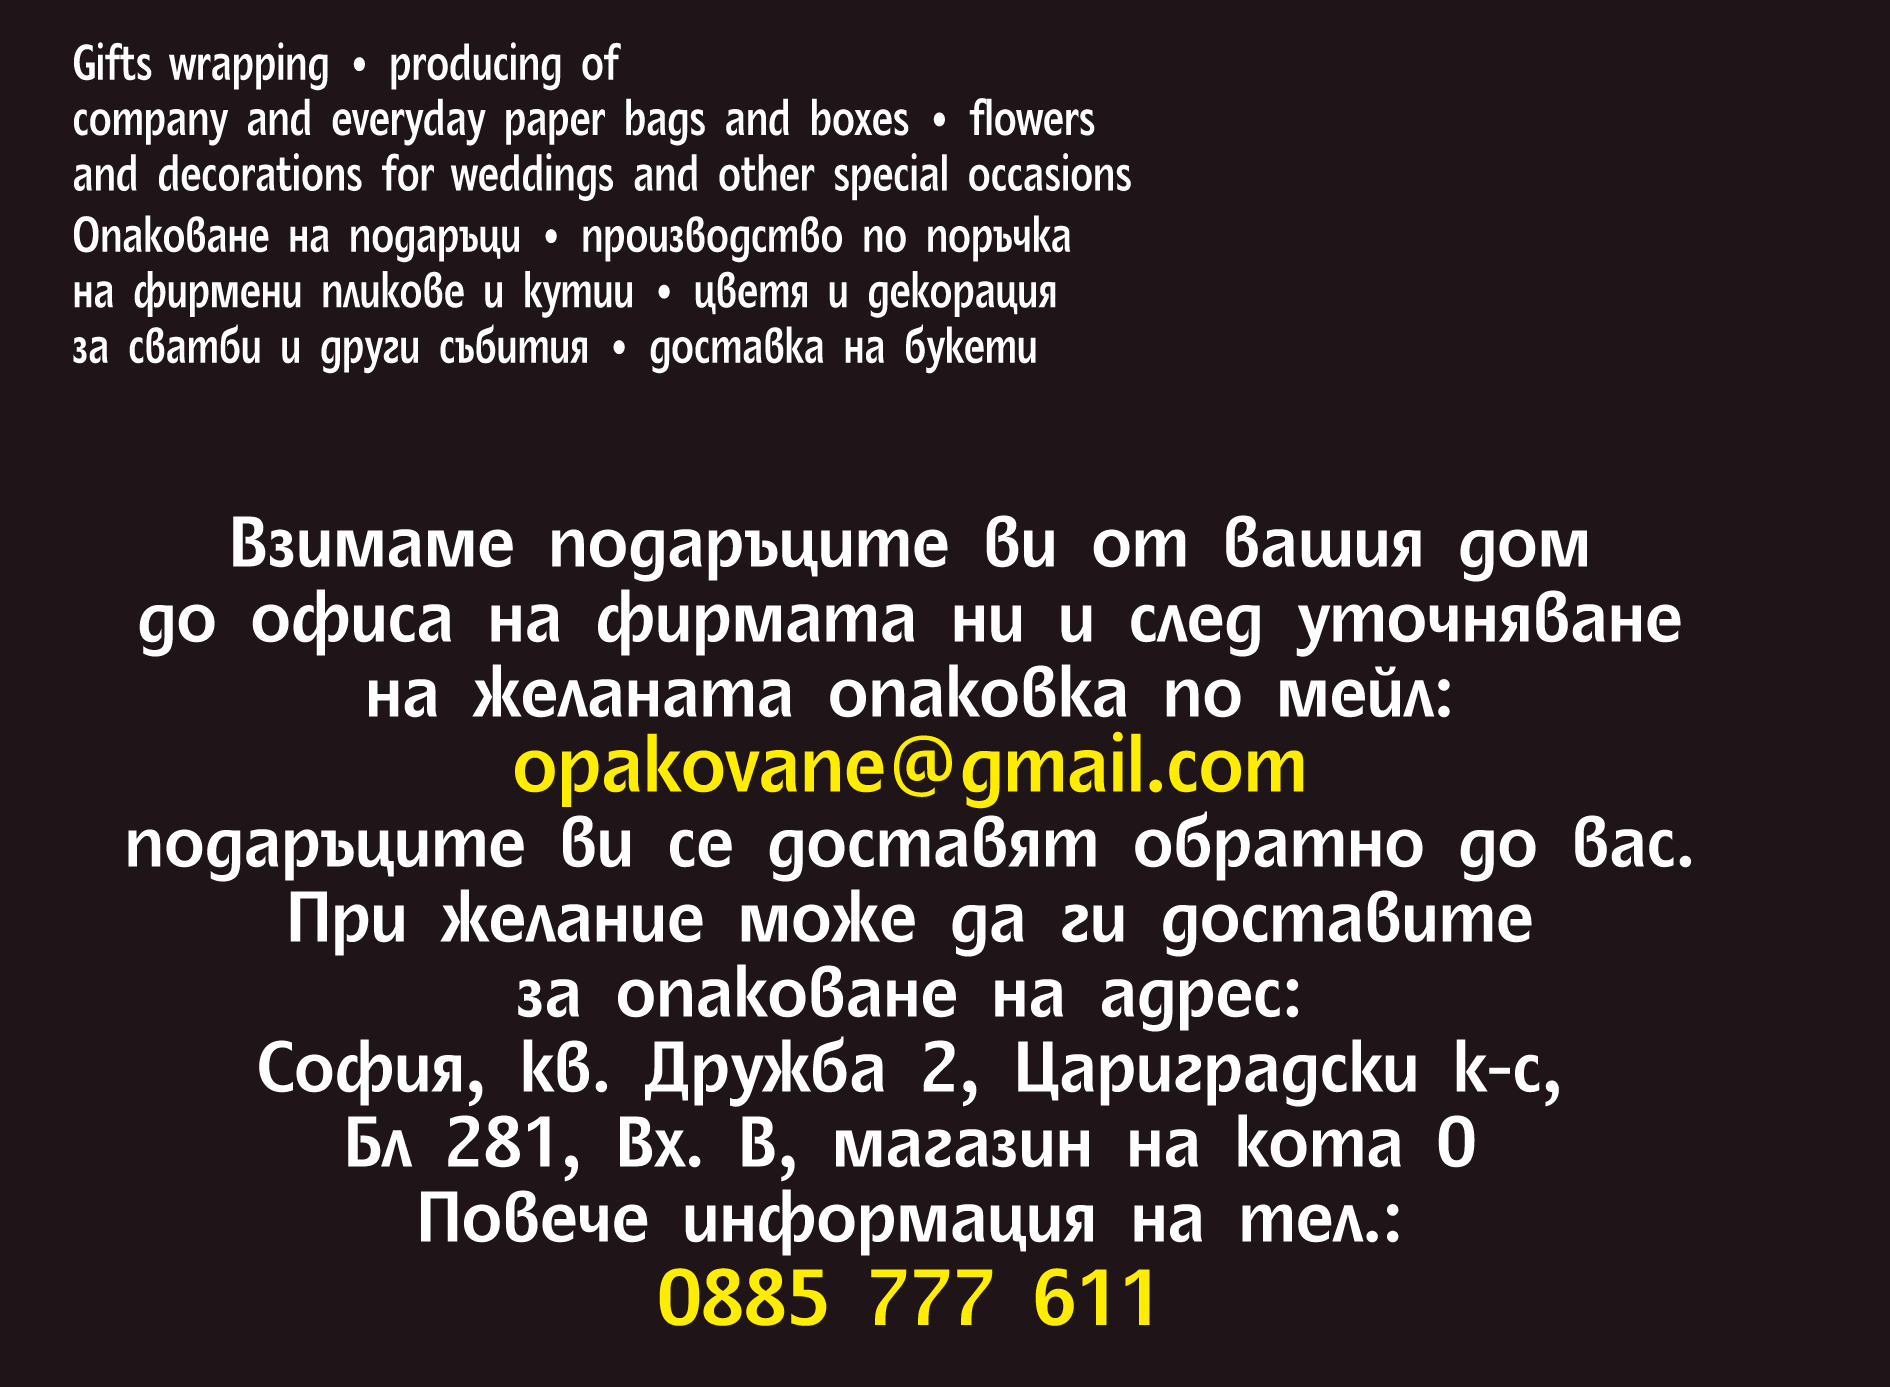 Gifts wrapping • producing of
company and everyday paper bags and boxes • flowers
and decorations for weddings and other special occasions
Опаковане на подаръци • производство по поръчка
на фирмени пликове и кутии • цветя и декорация
за сватби и други събития • доставка на букети
Взимаме подаръците ви от вашия дом
до офиса на фирмата ни и след уточняване
на желаната опаковка по мейл:
opakovane@gmail.com
подаръците ви се доставят обратно до вас.
При желание може да ги доставите
за опаковане на адрес:
София, кв. Дружба 2, Цариградски к-с,
Бл 281, Вх. В, магазин на кота 0
Повече информация на тел.:
0885 777 611